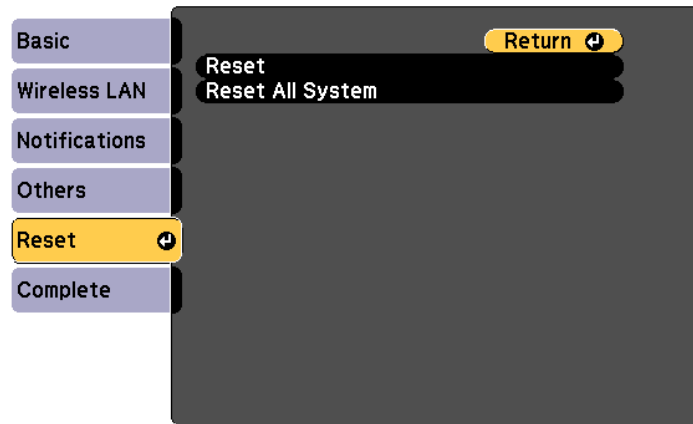 Basic
Wireless LAN
Notifications
Others
Reset
Complete
Return
Reset
Reset All System